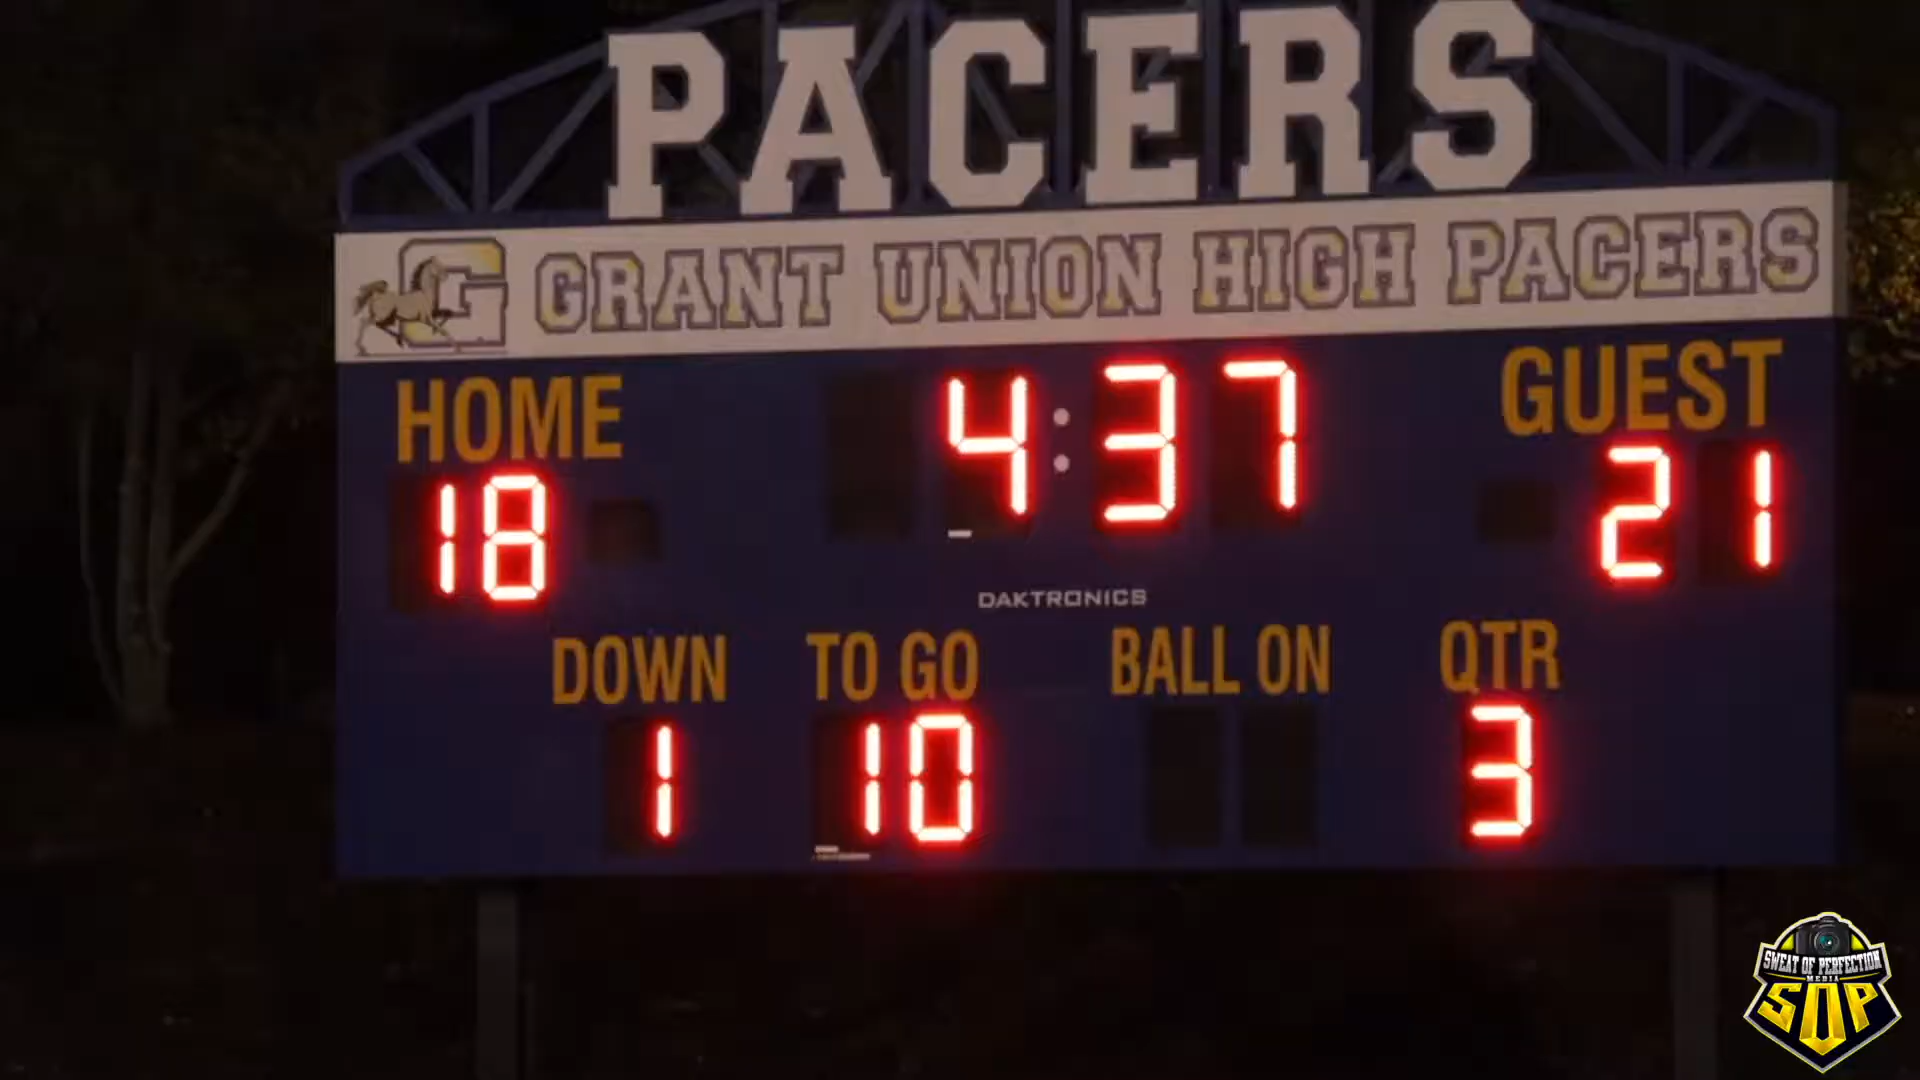 PACERS
G GRANT UNION HIGH PACERS
HOME 4:37 GUEST
18 21
DAKTRONICS
DOWN TO GO BALL ON QTR
1 10 3
SWEAT OF PERFECTION
MEDIA
SOP